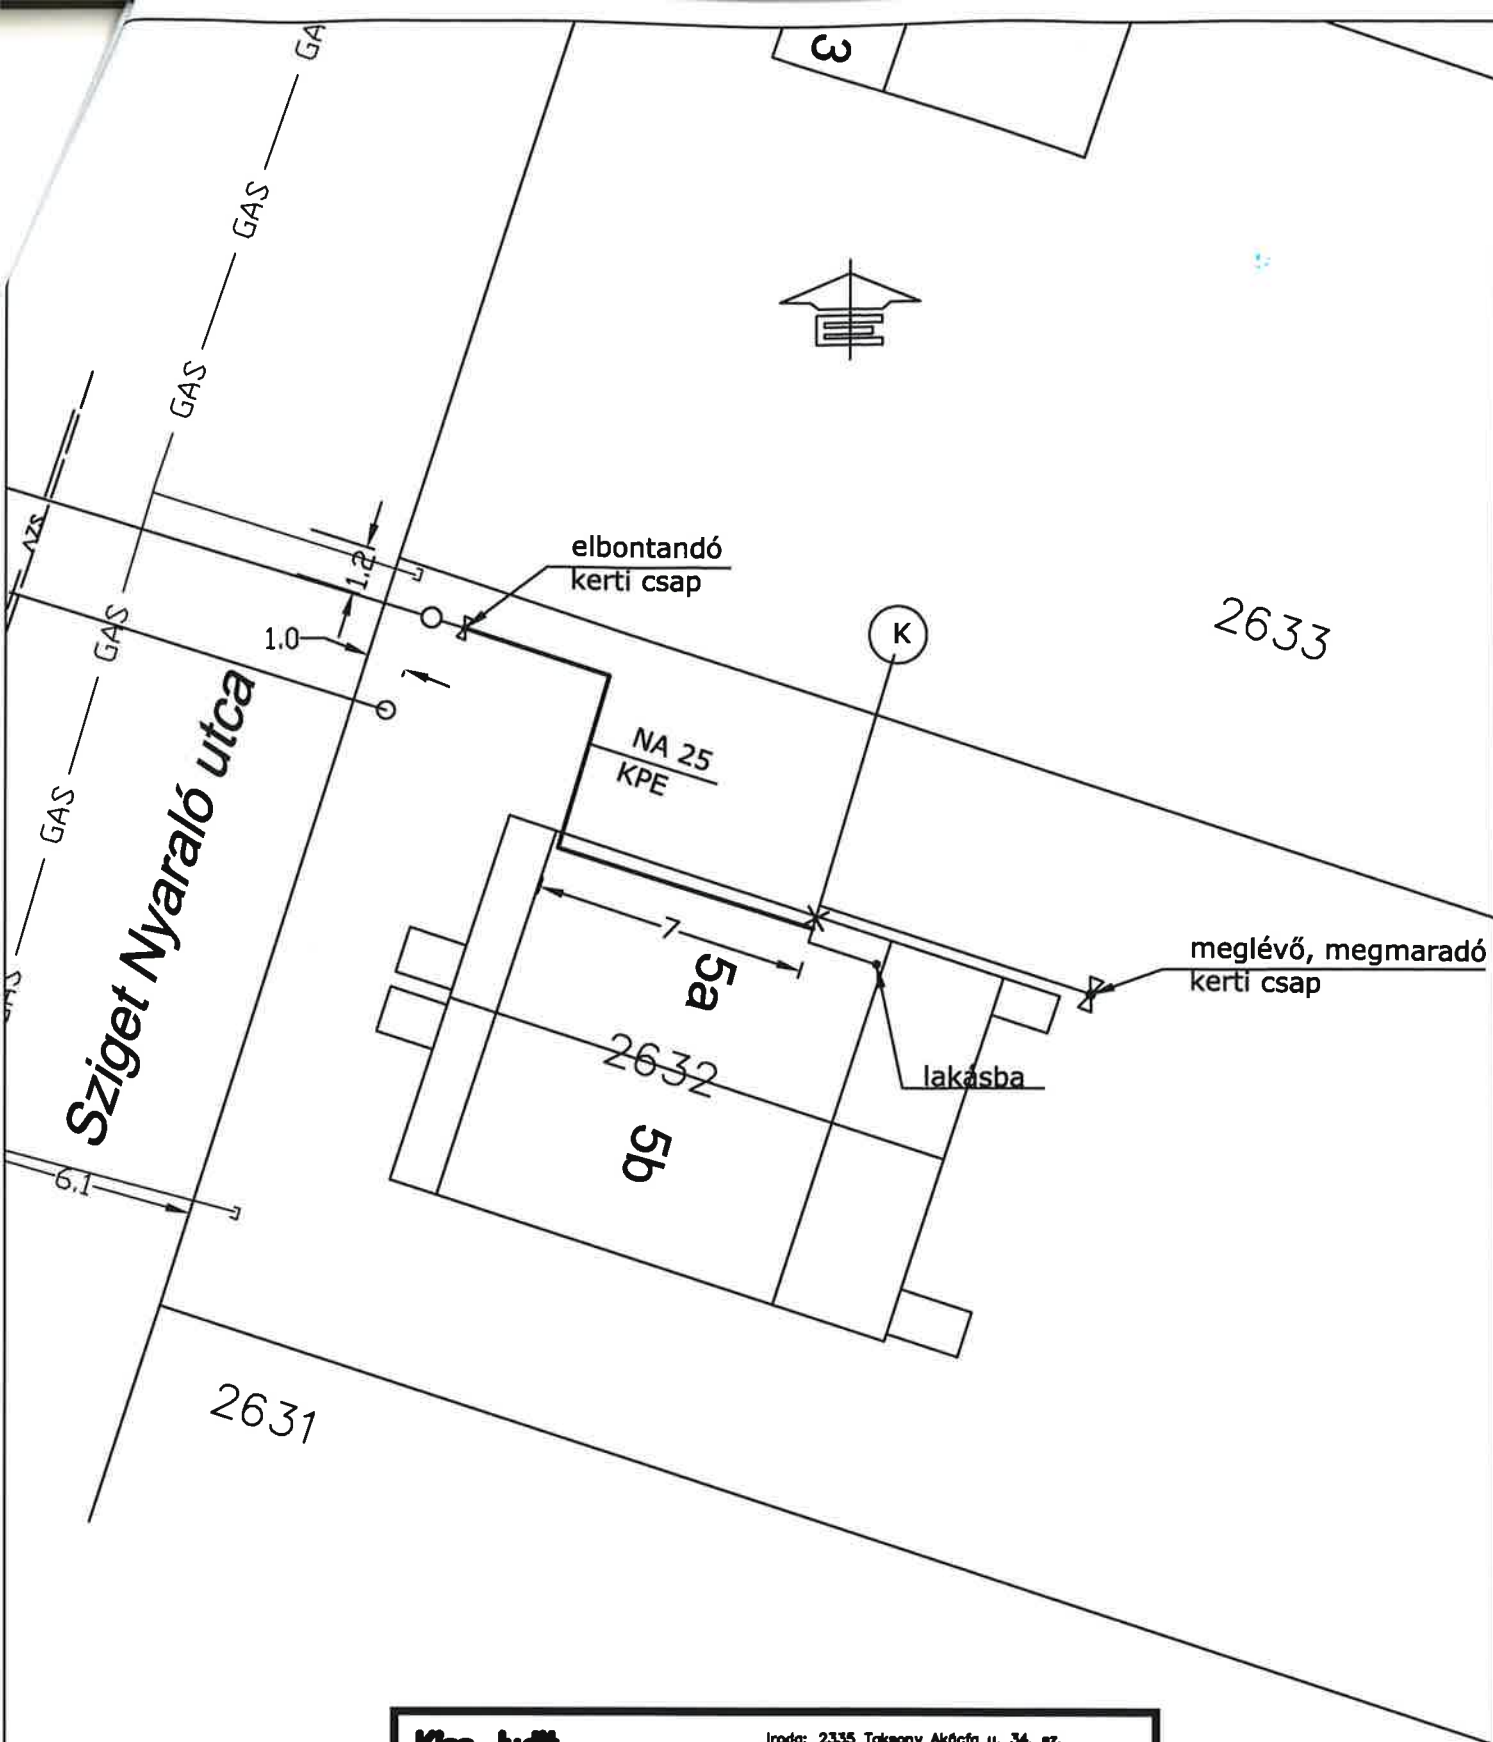 3
GAS
GAS
GAS
1.2
elbontandó
kerti csap
1.0
GAS
K
2633
Sziget Nyaraló utca
NA 25
KPE
GAS
7
5a
meglévő, megmaradó
kerti csap
2632
lakásba
5b
6.1
2631
Iroda: 2335 Taksony Akácfa u. 34. sz.